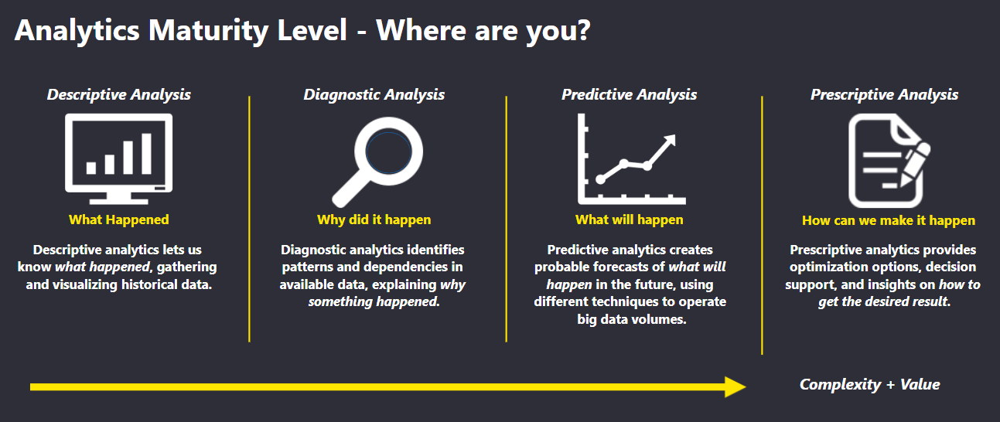 Analytics Maturity Level - Where are you?
Descriptive Analysis
What Happened
Descriptive analytics lets us
know what happened, gathering
and visualizing historical data.
Diagnostic Analysis
Why did it happen
Diagnostic analytics identifies
patterns and dependencies in
available data, explaining why
something happened.
Predictive Analysis
What will happen
Predictive analytics creates
probable forecasts of what will
happen in the future, using
different techniques to operate
big data volumes.
Prescriptive Analysis
How can we make it happen
Prescriptive analytics provides
optimization options, decision
support, and insights on how to
get the desired result.
Complexity + Value